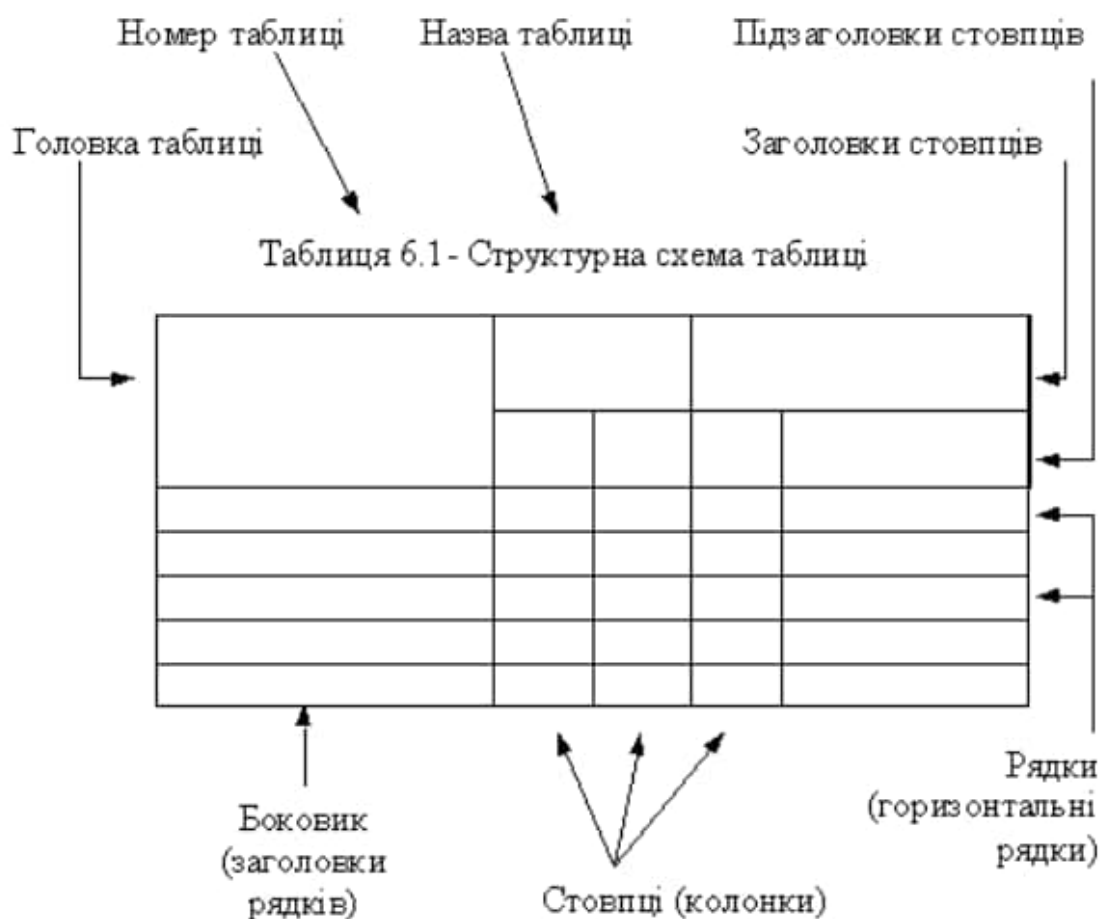 Номер таблиці Назва таблиці Підзаголовки стовпців
Головка таблиці Заголовки стовпців
Таблиця 6.1- Структурна схема таблиці
Рядки
(горизонтальні
рядки)
Боковик
(заголовки
рядків)
Стовпці (колонки)